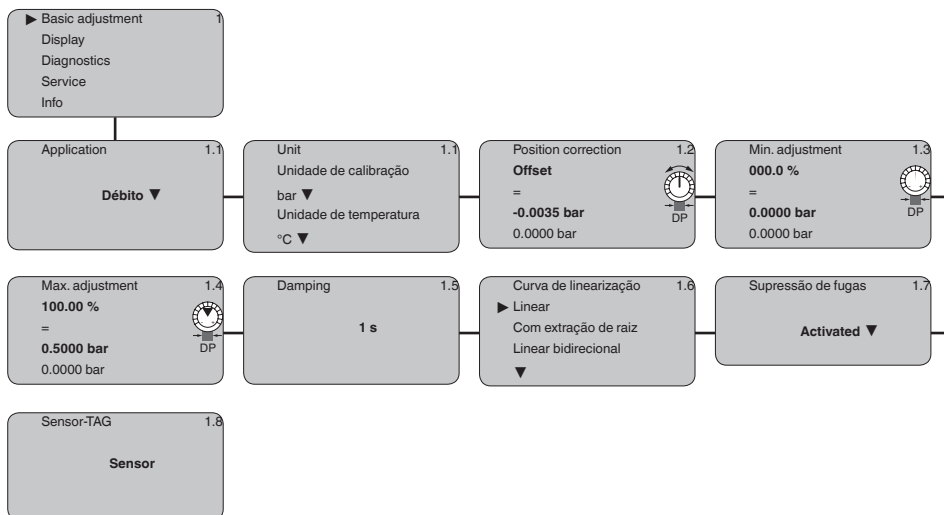 ▶ Basic adjustment 1
Display
Diagnostics
Service
Info
Application 1.1
Débito ▼
Unit 1.1
Unidade de calibração
bar ▼
Unidade de temperatura
°C ▼
Position correction 1.2
Offset
=
-0.0035 bar
0.0000 bar
DP
Min. adjustment 1.3
000.0 %
=
0.0000 bar
0.0000 bar
DP
Max. adjustment 1.4
100.00 %
=
0.5000 bar
0.0000 bar
DP
Damping 1.5
1 s
Curva de linearização 1.6
▶ Linear
Com extração de raiz
Linear bidirecional
▼
Supressão de fugas 1.7
Activated ▼
Sensor-TAG 1.8
Sensor